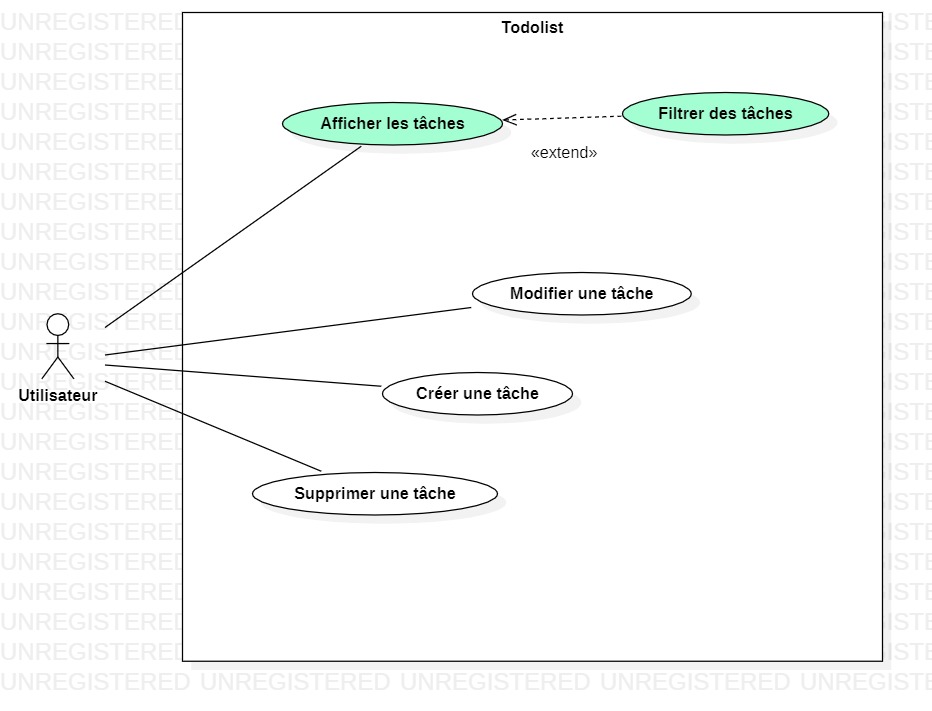 Todolist
Afficher les tâches
Filtrer des tâches
«extend»
Modifier une tâche
Utilisateur
Créer une tâche
Supprimer une tâche
UNREGISTERED UNREGISTERED UNREGISTERED UNREGISTERED UNREGISTE